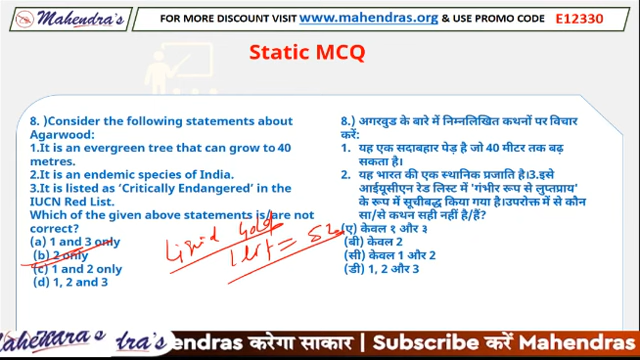 Mahendra's
FOR MORE DISCOUNT VISIT www.mahendras.org & USE PROMO CODE E12330
Static MCQ
8. )Consider the following statements about
Agarwood:
1.It is an evergreen tree that can grow to 40
metres.
2.It is an endemic species of India.
3.It is listed as ‘Critically Endangered’ in the
IUCN Red List.
Which of the given above statements is/are not
correct?
(a) 1 and 3 only
(b) 2 only
(c) 1 and 2 only
(d) 1, 2 and 3
8.) अगरवुड के बारे में निम्नलिखित कथनों पर विचार
करें:
1. यह एक सदाबहार पेड़ है जो 40 मीटर तक बढ़
सकता है।
2. यह भारत की एक स्थानिक प्रजाति है।3.इसे
आईयूसीएन रेड लिस्ट में 'गंभीर रूप से लुप्तप्राय'
के रूप में सूचीबद्ध किया गया है।उपरोक्त में से कौन
सा/से कथन सही नहीं है/हैं?
(ए) केवल १ और ३
(बी) केवल 2
(सी) केवल 1 और 2
(डी) 1, 2 और 3
Liquid Gold
Mahendra's
endras करेगा साकार | Subscribe करें Mahendras